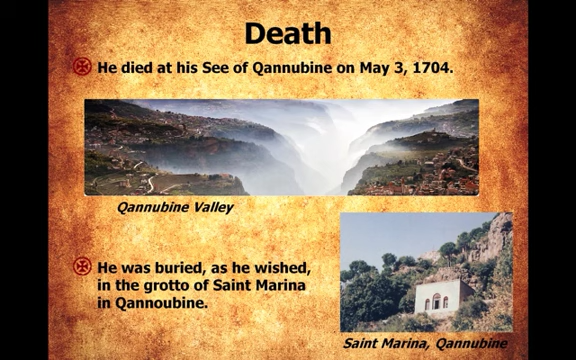 Death
He died at his See of Qannubine on May 3, 1704.
Qannubine Valley
He was buried, as he wished,
in the grotto of Saint Marina
in Qannoubine.
Saint Marina, Qannubine